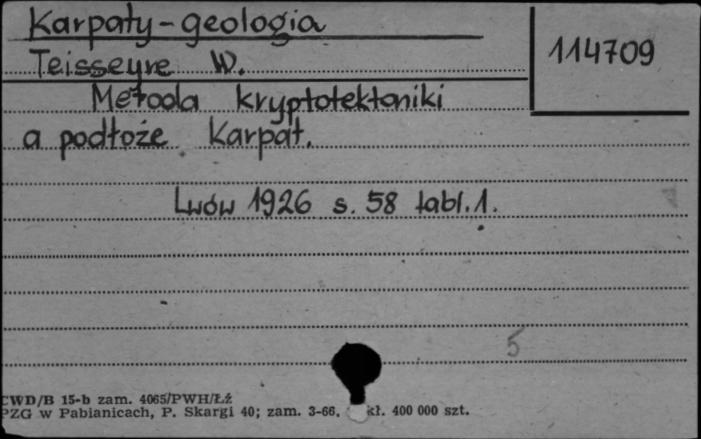 Karpaty - geologia
114709
Teisseyre W.
Metoda kryptotektoniki
a podłoże Karpat.
Lwów 1926 s. 58 tabl. 1.
5
CWD/B 15-b zam. 4065/PWH/Łź
PZG w Pabianicach, P. Skargi 40; zam. 3-66. kł. 400 000 szt.